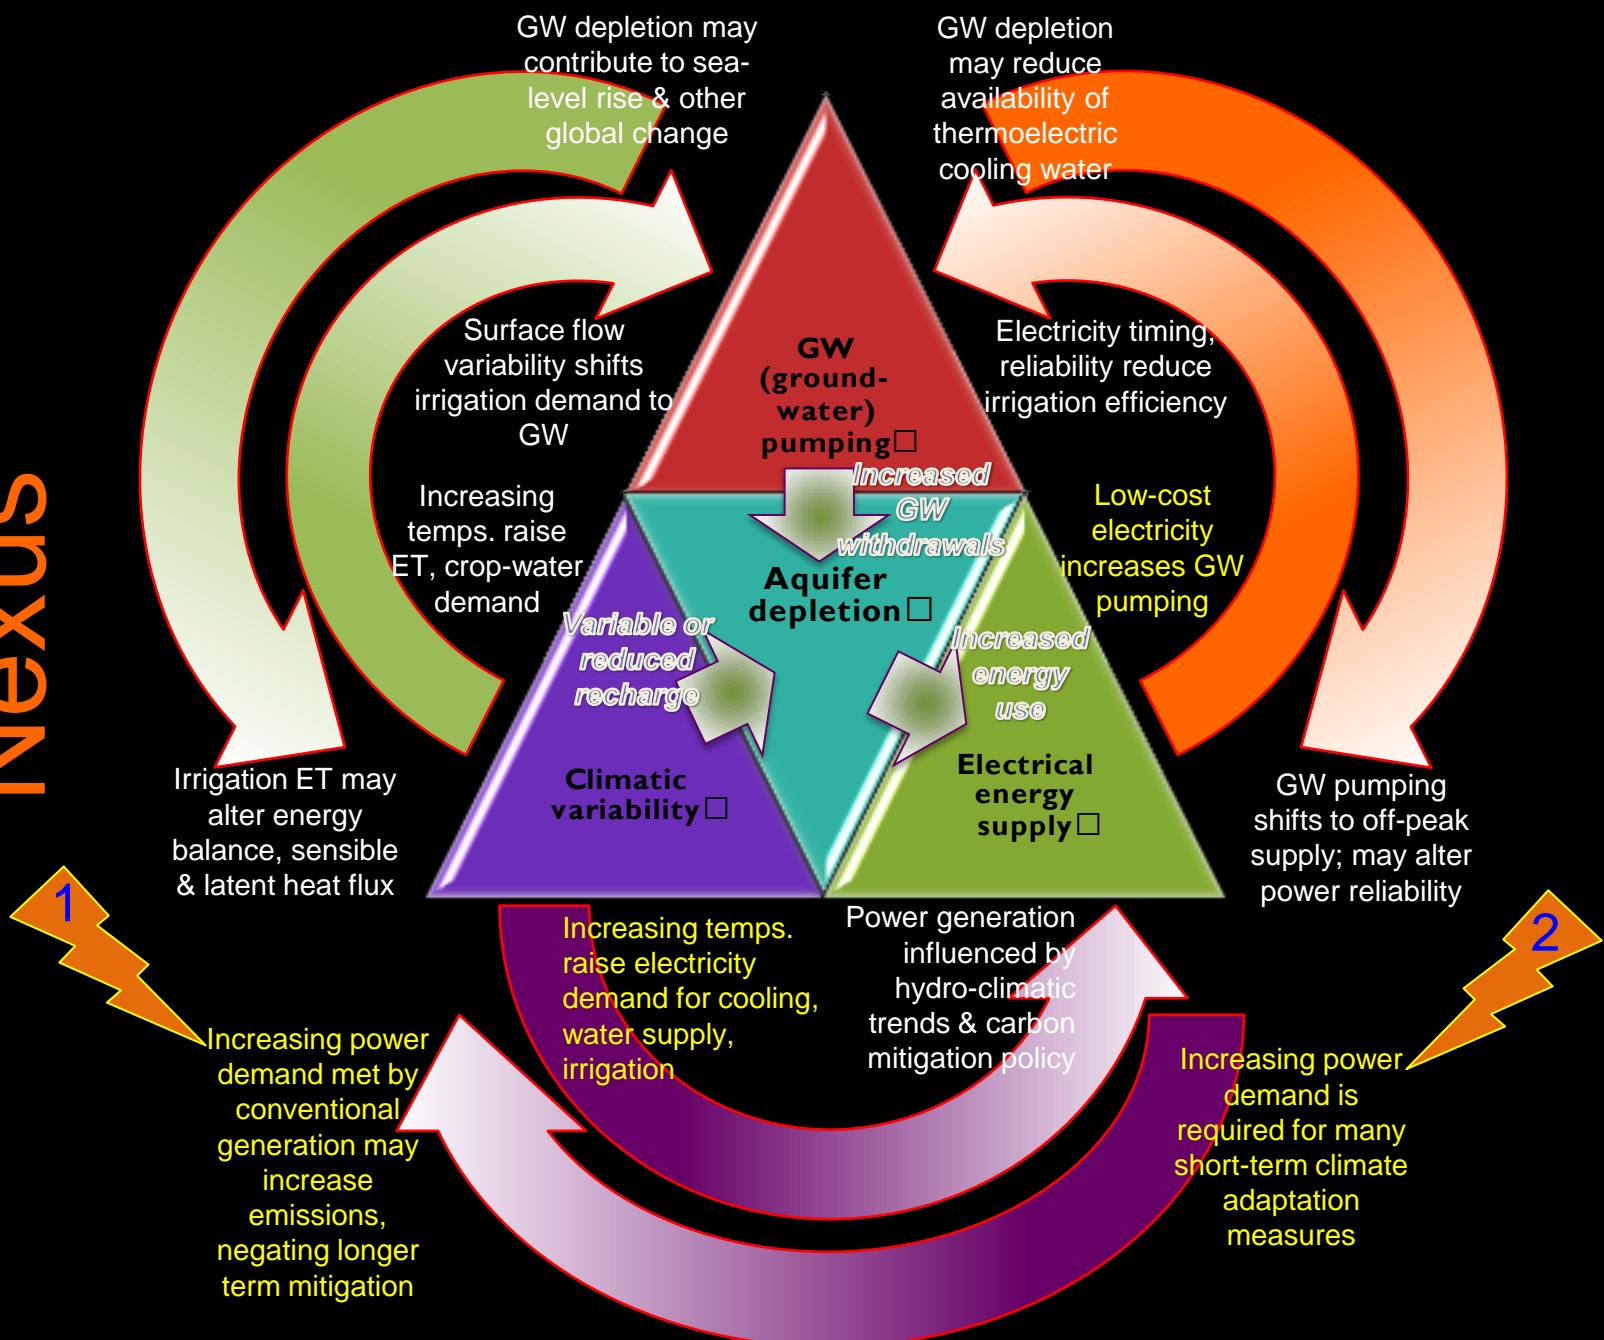 Nexus
GW depletion may
contribute to sea-
level rise & other
global change
GW depletion
may reduce
availability of
thermoelectric
cooling water
Surface flow
variability shifts
irrigation demand to
GW
Increasing
temps. raise
ET, crop-water
demand
GW
(ground-
water)
pumping
Electricity timing,
reliability reduce
irrigation efficiency
Low-cost
electricity
increases GW
pumping
Increased
GW
withdrawals
Aquifer
depletion
Variable or
reduced
recharge
Increased
energy
use
Climatic
variability
Electrical
energy
supply
Irrigation ET may
alter energy
balance, sensible
& latent heat flux
GW pumping
shifts to off-peak
supply; may alter
power reliability
1
2
Increasing temps.
raise electricity
demand for cooling,
water supply,
irrigation
Power generation
influenced by
hydro-climatic
trends & carbon
mitigation policy
Increasing power
demand met by
conventional
generation may
increase
emissions,
negating longer
term mitigation
Increasing power
demand is
required for many
short-term climate
adaptation
measures